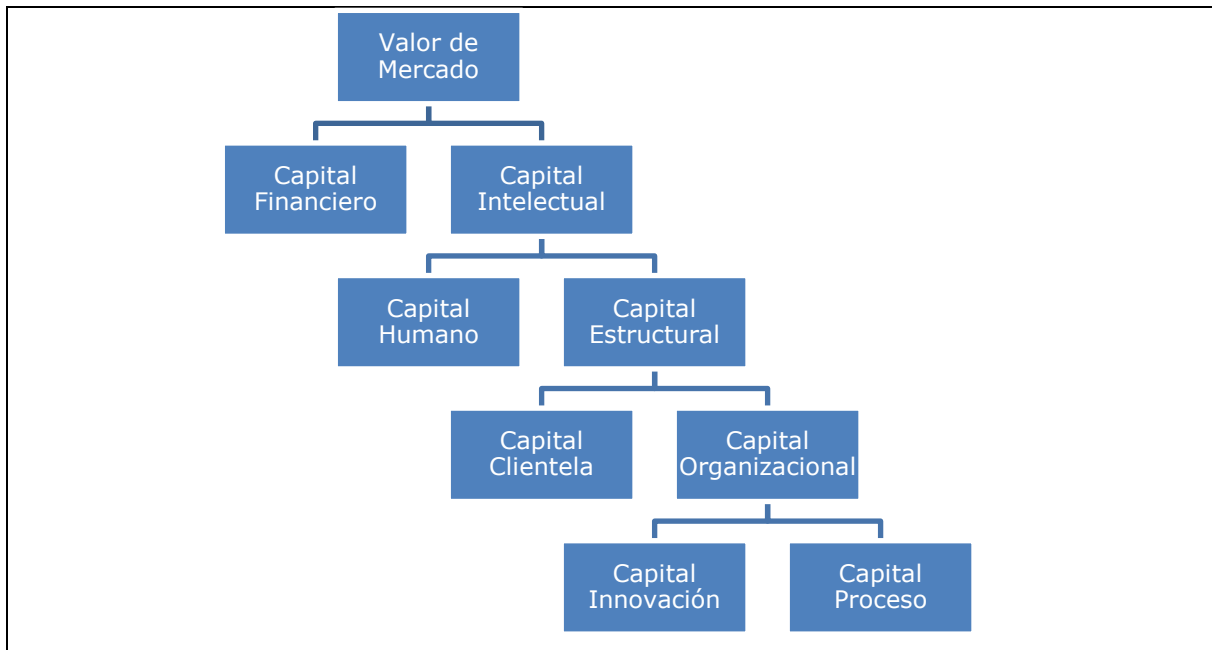 Valor de
Mercado
Capital
Financiero
Capital
Intelectual
Capital
Humano
Capital
Estructural
Capital
Clientela
Capital
Organizacional
Capital
Innovación
Capital
Proceso